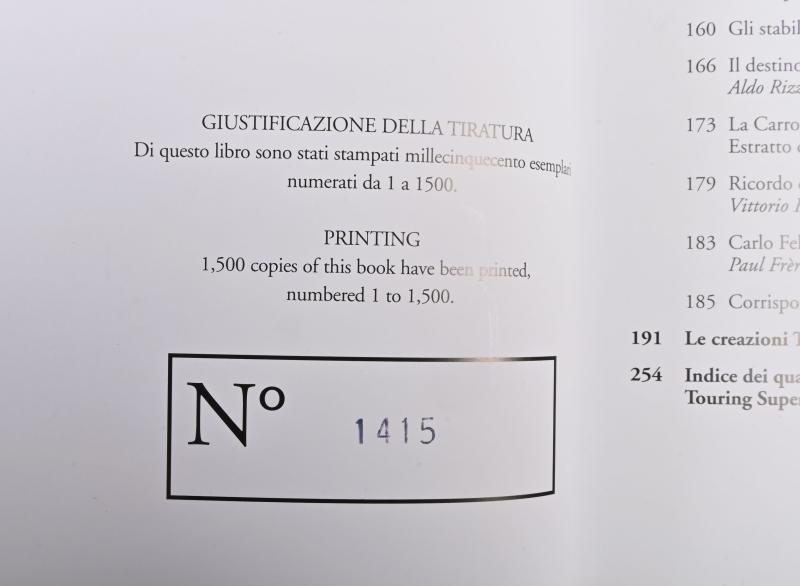 GIUSTIFICAZIONE DELLA TIRATURA
Di questo libro sono stati stampati millecinquecento esemplari
numerati da 1 a 1500.
PRINTING
1,500 copies of this book have been printed,
numbered 1 to 1,500.
Nº 1415
160 Gli stabil
166 Il destino
Aldo Rizz
173 La Carro
Estratto
179 Ricordo
Vittorio
183 Carlo Fel
Paul Frèr
185 Corrispo
191 Le creazioni
254 Indice dei qua
Touring Super